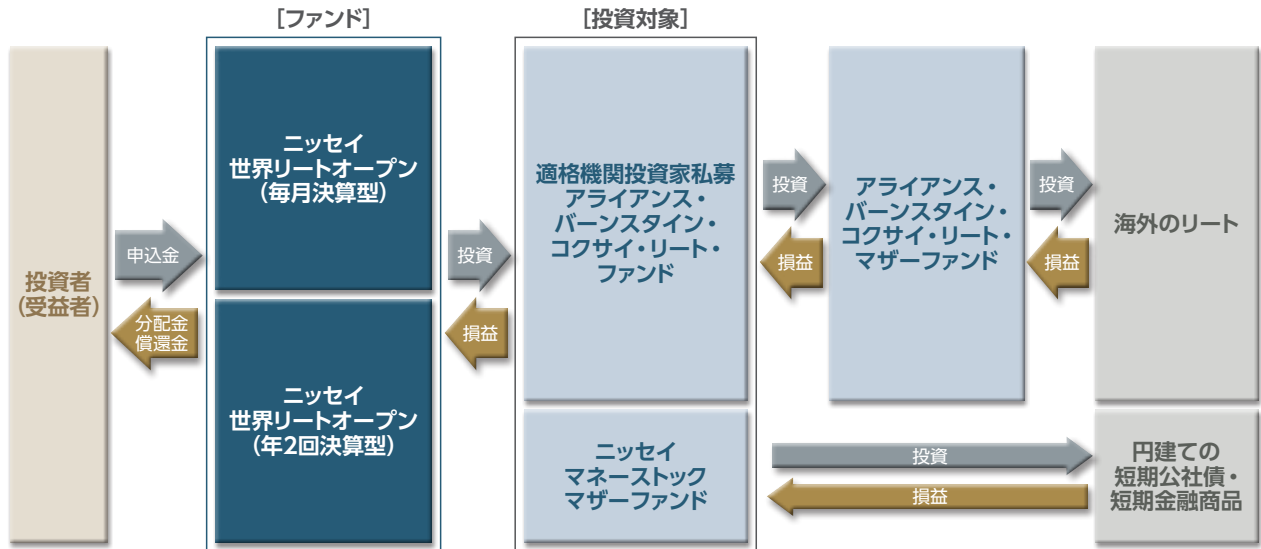 [ファンド]
[投資対象]
投資者
(受益者)
申込金
分配金
償還金
ニッセイ
世界リートオープン
(毎月決算型)
ニッセイ
世界リートオープン
(年2回決算型)
投資
損益
適格機関投資家私募
アライアンス・
バーンスタイン・
コクサイ・リート・
ファンド
ニッセイ
マネーストック
マザーファンド
投資
損益
アライアンス・
バーンスタイン・
コクサイ・リート・
マザーファンド
投資
損益
海外のリート
投資
損益
円建ての
短期公社債・
短期金融商品